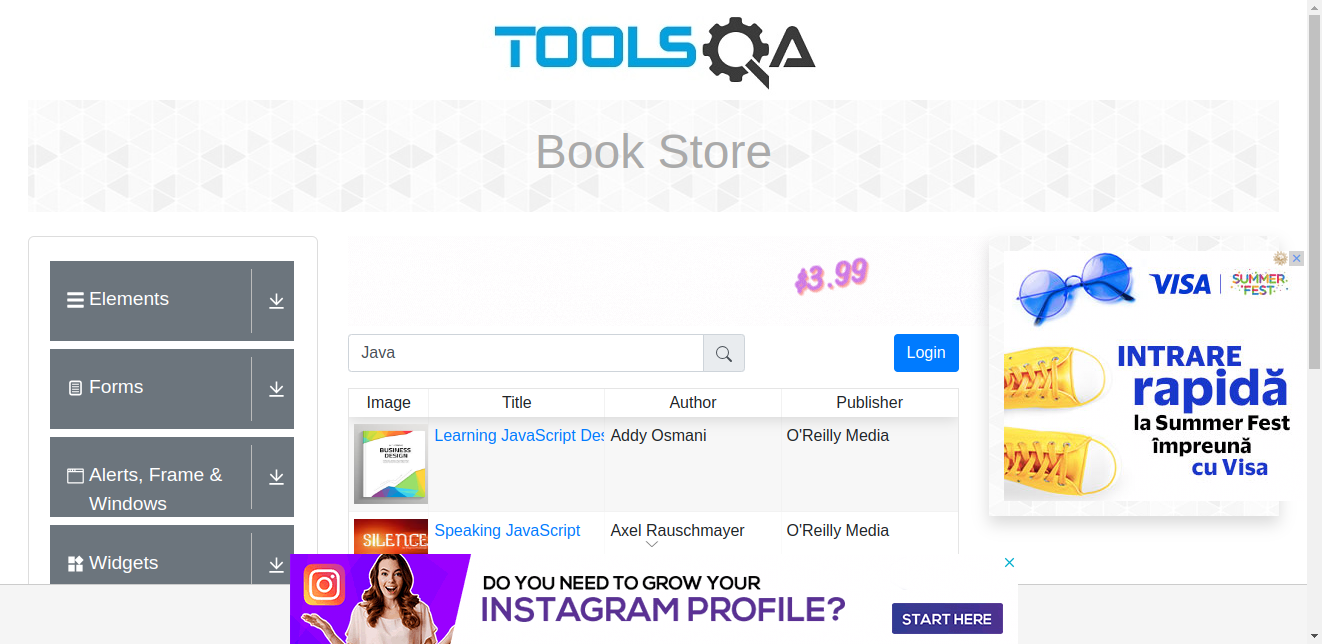 TOOLSQA
Book Store
Elements
Forms
Alerts, Frame &
Windows
Widgets
$3.99
Java
Login
Image Title Author Publisher
BUSINESS
DESIGN
Learning JavaScript Des Addy Osmani O'Reilly Media
SILENCE
Speaking JavaScript Axel Rauschmayer O'Reilly Media
VISA SUMMER
FEST
INTRARE
rapidă
la Summer Fest
împreună
cu Visa
DO YOU NEED TO GROW YOUR
INSTAGRAM PROFILE?
START HERE